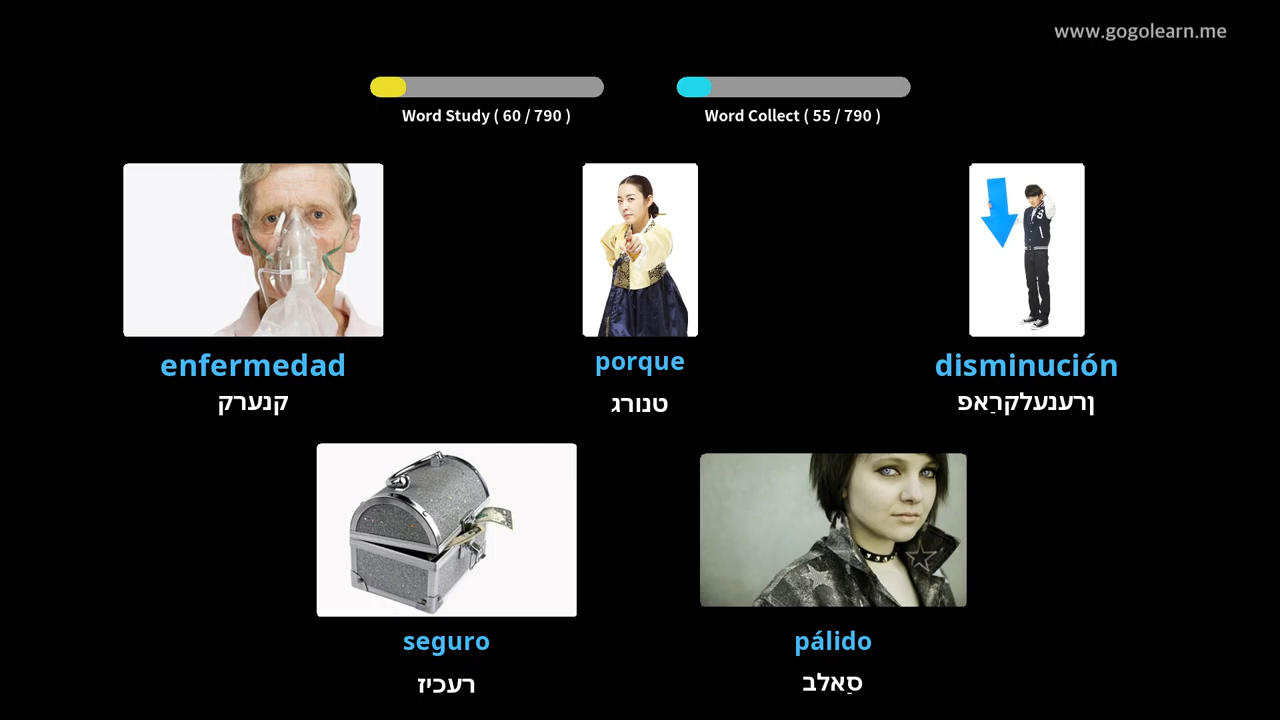 www.gogolearn.me
Word Study ( 60 / 790 )
Word Collect ( 55 / 790 )
enfermedad
קנערק
porque
טנורג
disminución
ןרענעלקרַאפ
seguro
רעכיז
pálido
סַאלב